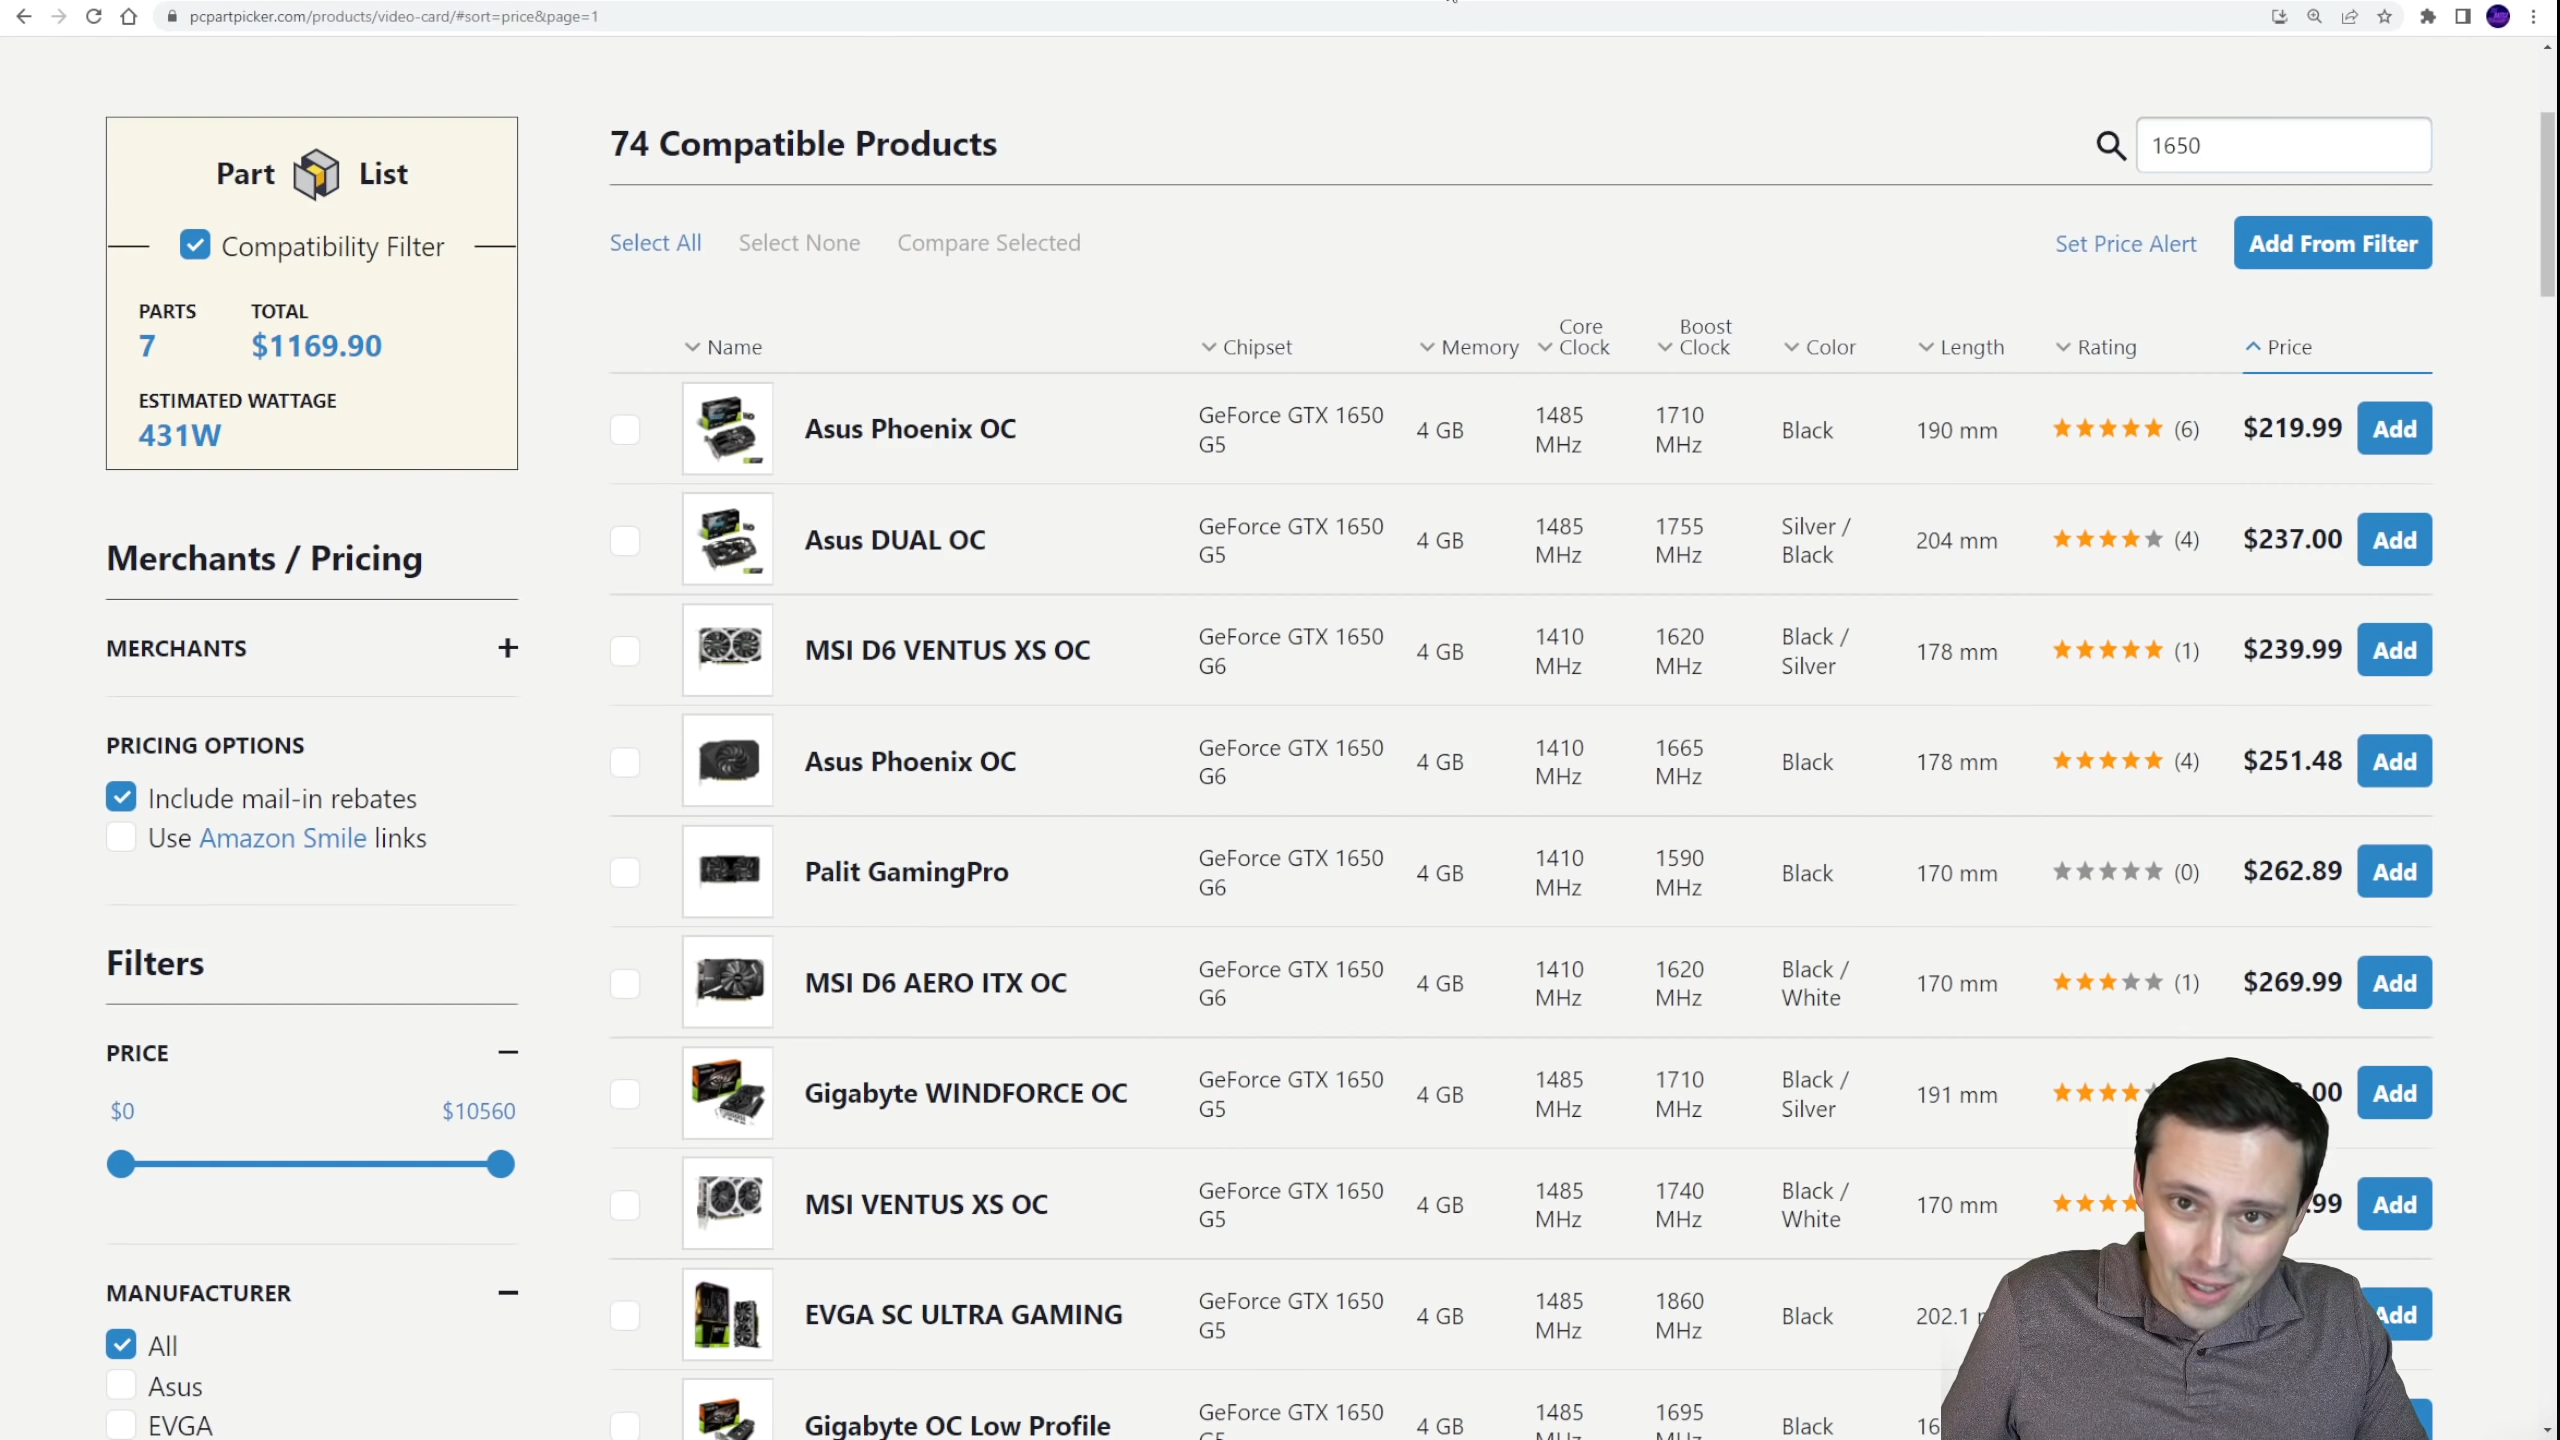 pcpartpicker.com/products/video-card/#sort=price&page=1
Part List
Compatibility Filter
PARTS TOTAL
7 $1169.90
ESTIMATED WATTAGE
431W
Merchants / Pricing
MERCHANTS
PRICING OPTIONS
Include mail-in rebates
Use Amazon Smile links
Filters
PRICE
$0 $10560
MANUFACTURER
All
Asus
EVGA
74 Compatible Products
1650
Select All Select None Compare Selected Set Price Alert Add From Filter
Name Chipset Memory Core Clock Boost Clock Color Length Rating Price
Asus Phoenix OC GeForce GTX 1650 G5 4 GB 1485 MHz 1710 MHz Black 190 mm (6) $219.99 Add
Asus DUAL OC GeForce GTX 1650 G5 4 GB 1485 MHz 1755 MHz Silver / Black 204 mm (4) $237.00 Add
MSI D6 VENTUS XS OC GeForce GTX 1650 G6 4 GB 1410 MHz 1620 MHz Black / Silver 178 mm (1) $239.99 Add
Asus Phoenix OC GeForce GTX 1650 G6 4 GB 1410 MHz 1665 MHz Black 178 mm (4) $251.48 Add
Palit GamingPro GeForce GTX 1650 G6 4 GB 1410 MHz 1590 MHz Black 170 mm (0) $262.89 Add
MSI D6 AERO ITX OC GeForce GTX 1650 G6 4 GB 1410 MHz 1620 MHz Black / White 170 mm (1) $269.99 Add
Gigabyte WINDFORCE OC GeForce GTX 1650 G5 4 GB 1485 MHz 1710 MHz Black / Silver 191 mm .00 Add
MSI VENTUS XS OC GeForce GTX 1650 G5 4 GB 1485 MHz 1740 MHz Black / White 170 mm .99 Add
EVGA SC ULTRA GAMING GeForce GTX 1650 G5 4 GB 1485 MHz 1860 MHz Black 202.1 Add
Gigabyte OC Low Profile GeForce GTX 1650 4 GB 1485 1695 Black